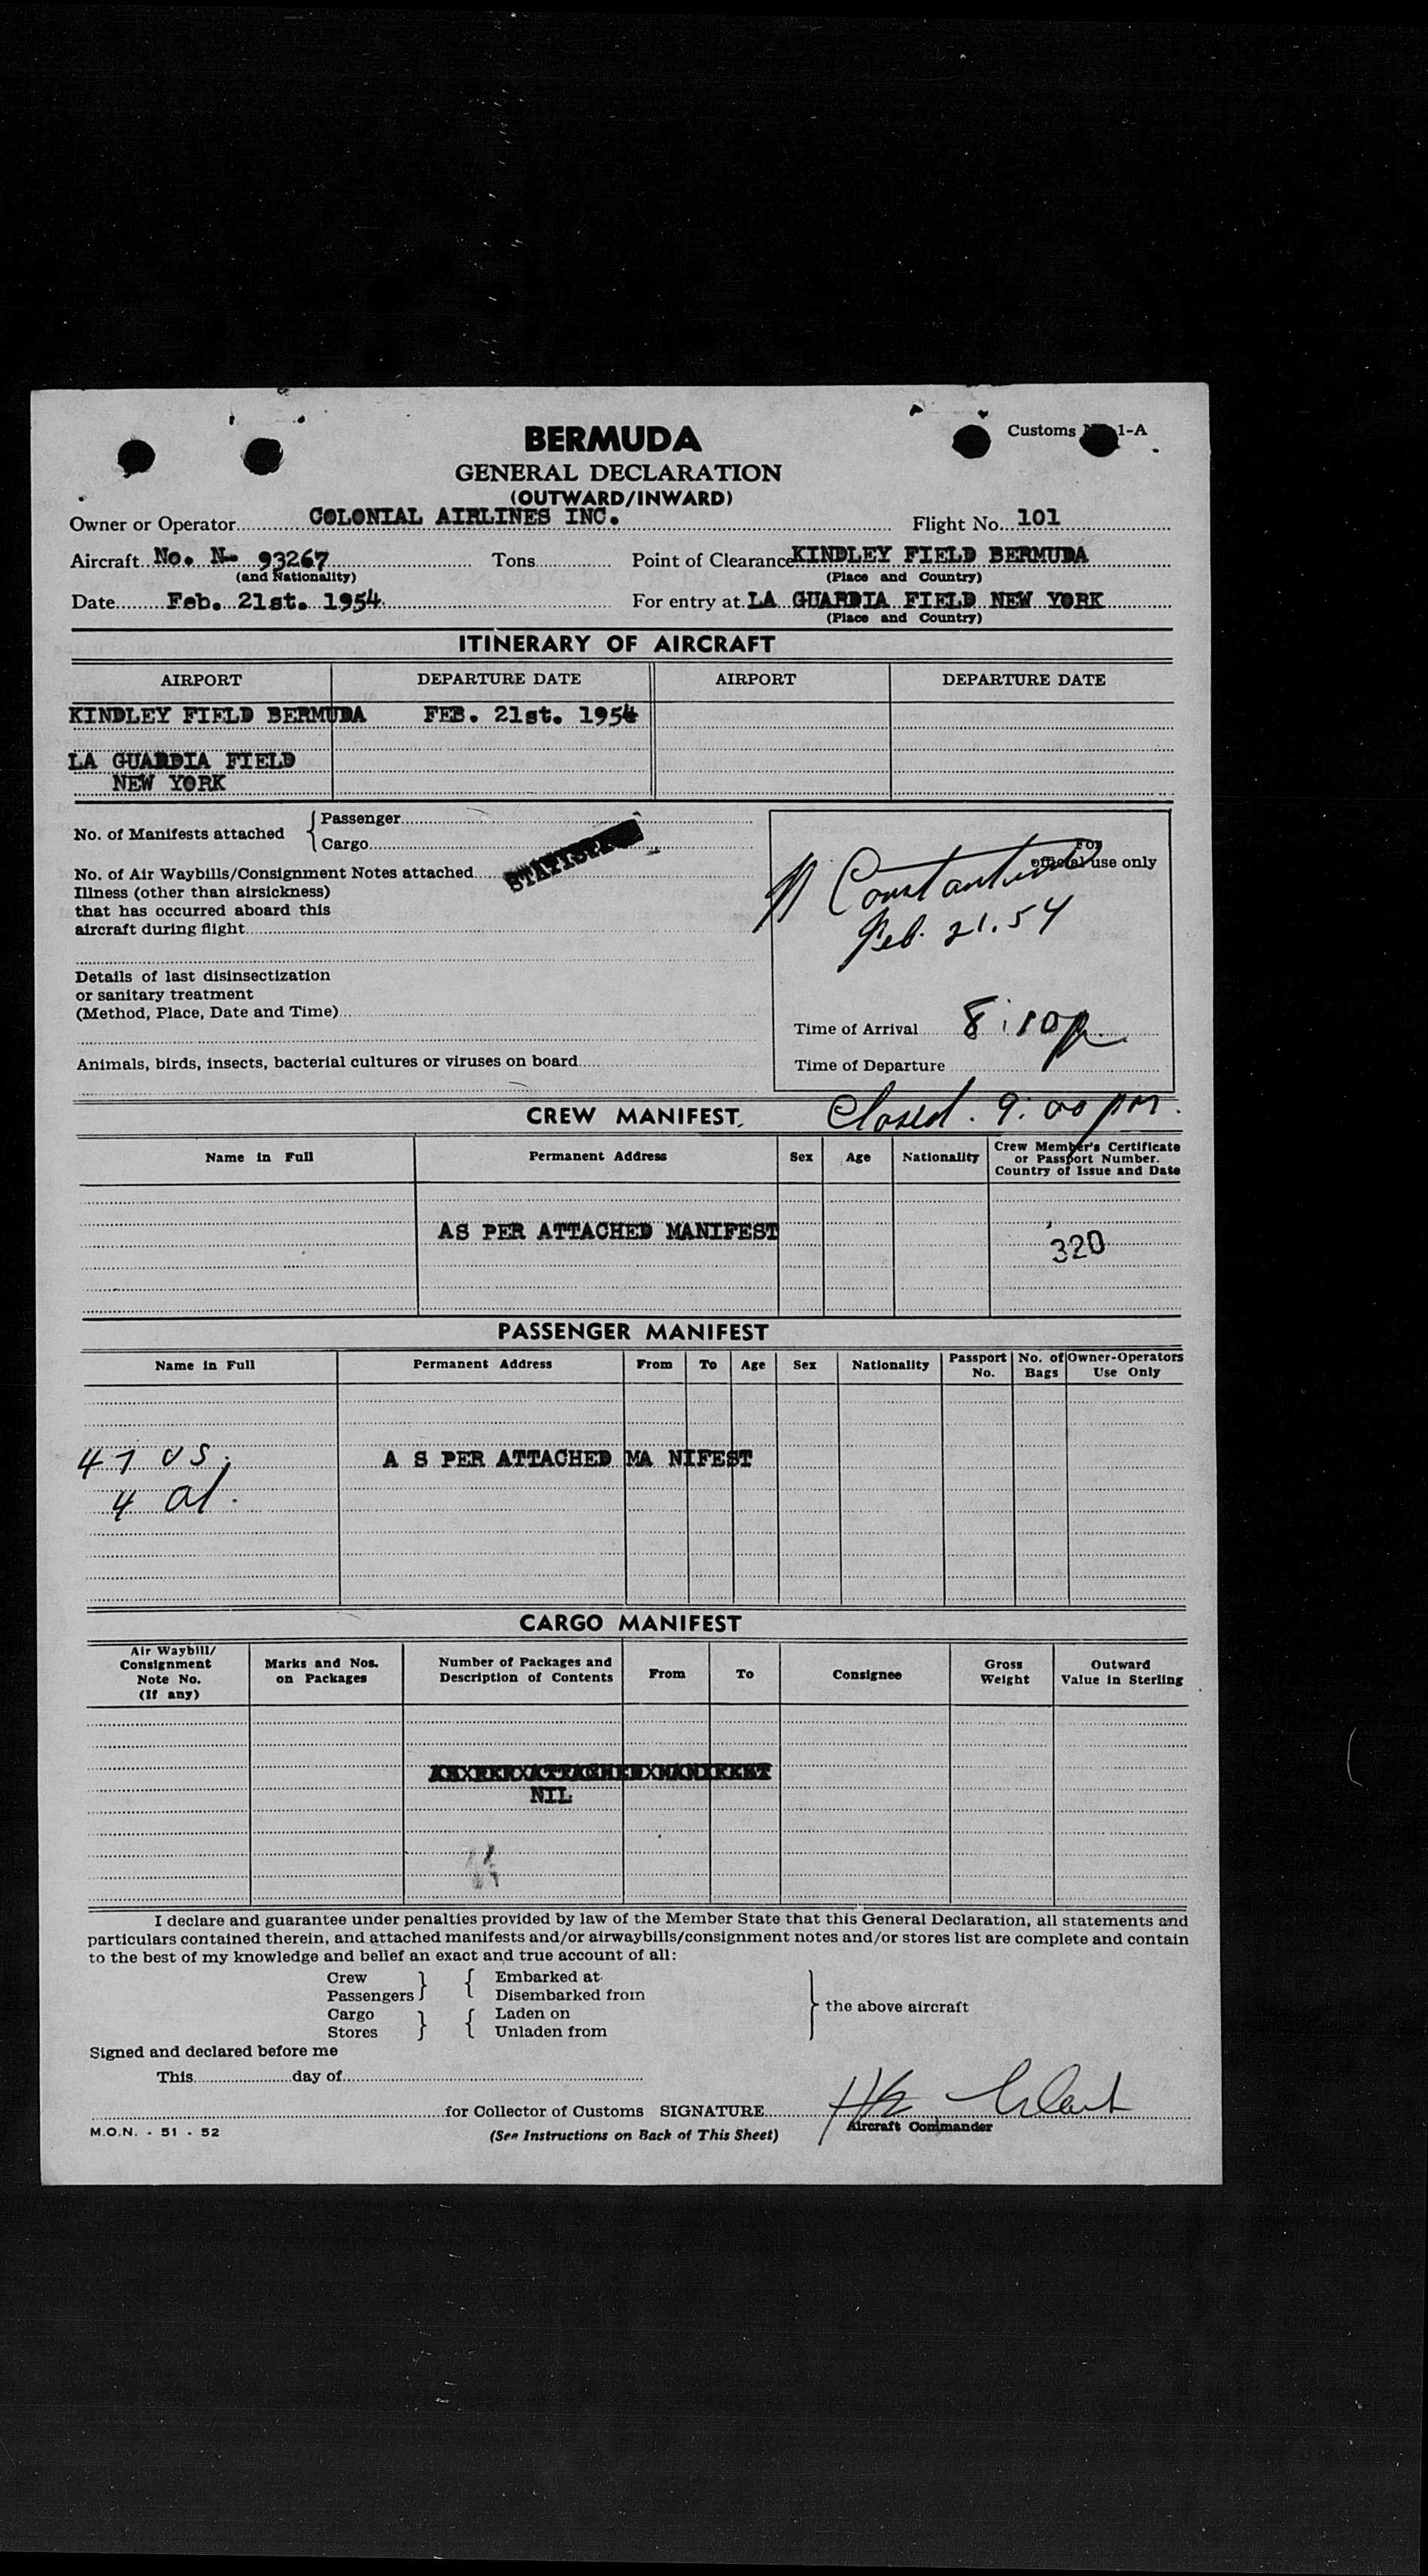 Customs 1-A
BERMUDA
GENERAL DECLARATION
(OUTWARD/INWARD)
Owner or Operator COLONIAL AIRLINES INC. Flight No. 101
Aircraft No. N- 93267 Tons Point of Clearance KINDLEY FIELD BERMUDA
(and Nationality) (Place and Country)
Date Feb. 21st. 1954 For entry at LA GUARDIA FIELD NEW YORK
(Place and Country)
ITINERARY OF AIRCRAFT
AIRPORT DEPARTURE DATE AIRPORT DEPARTURE DATE
KINDLEY FIELD BERMUDA FEB. 21st. 1954
LA GUARDIA FIELD
NEW YORK
No. of Manifests attached { Passenger
Cargo
For
official use only
No. of Air Waybills/Consignment Notes attached
Illness (other than airsickness)
that has occurred aboard this
aircraft during flight
Feb. 21. 54
Details of last disinsectization
or sanitary treatment
(Method, Place, Date and Time)
Time of Arrival 8:10p
Animals, birds, insects, bacterial cultures or viruses on board
Time of Departure
Closed. 9:00 pm.
CREW MANIFEST
Name in Full Permanent Address Sex Age Nationality Crew Member's Certificate
or Passport Number.
Country of Issue and Date
AS PER ATTACHED MANIFEST
320
PASSENGER MANIFEST
Name in Full Permanent Address From To Age Sex Nationality Passport No. No. of Bags Owner-Operators Use Only
47 US. A S PER ATTACHED MA NIFEST
4 al.
CARGO MANIFEST
Air Waybill/
Consignment
Note No.
(If any)
Marks and Nos.
on Packages
Number of Packages and
Description of Contents
From To Consignee
Gross
Weight
Outward
Value in Sterling
NIL
I declare and guarantee under penalties provided by law of the Member State that this General Declaration, all statements and
particulars contained therein, and attached manifests and/or airwaybills/consignment notes and/or stores list are complete and contain
to the best of my knowledge and belief an exact and true account of all:
Crew } { Embarked at
Passengers Disembarked from
Cargo } { Laden on
Stores Unladen from
} the above aircraft
Signed and declared before me
This day of
for Collector of Customs SIGNATURE
Aircraft Commander
M.O.N. - 51 - 52 (See Instructions on Back of This Sheet)